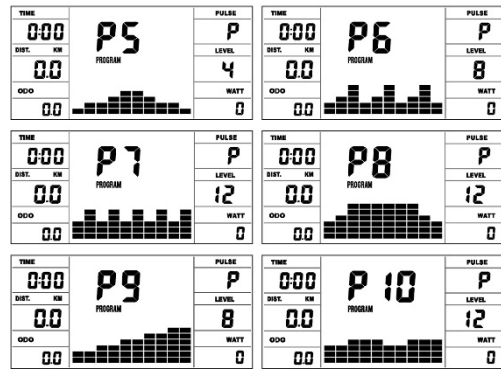 TIME PULSE
0:00 P5 P
DIST. KM PROGRAM LEVEL
0.0 4
ODO WATT
0.0 0
TIME PULSE
0:00 P6 P
DIST. KM PROGRAM LEVEL
0.0 8
ODO WATT
0.0 0
TIME PULSE
0:00 P7 P
DIST. KM PROGRAM LEVEL
0.0 12
ODO WATT
0.0 0
TIME PULSE
0:00 P8 P
DIST. KM PROGRAM LEVEL
0.0 12
ODO WATT
0.0 0
TIME PULSE
0:00 P9 P
DIST. KM PROGRAM LEVEL
0.0 8
ODO WATT
0.0 0
TIME PULSE
0:00 P 10 P
DIST. KM PROGRAM LEVEL
0.0 12
ODO WATT
0.0 0